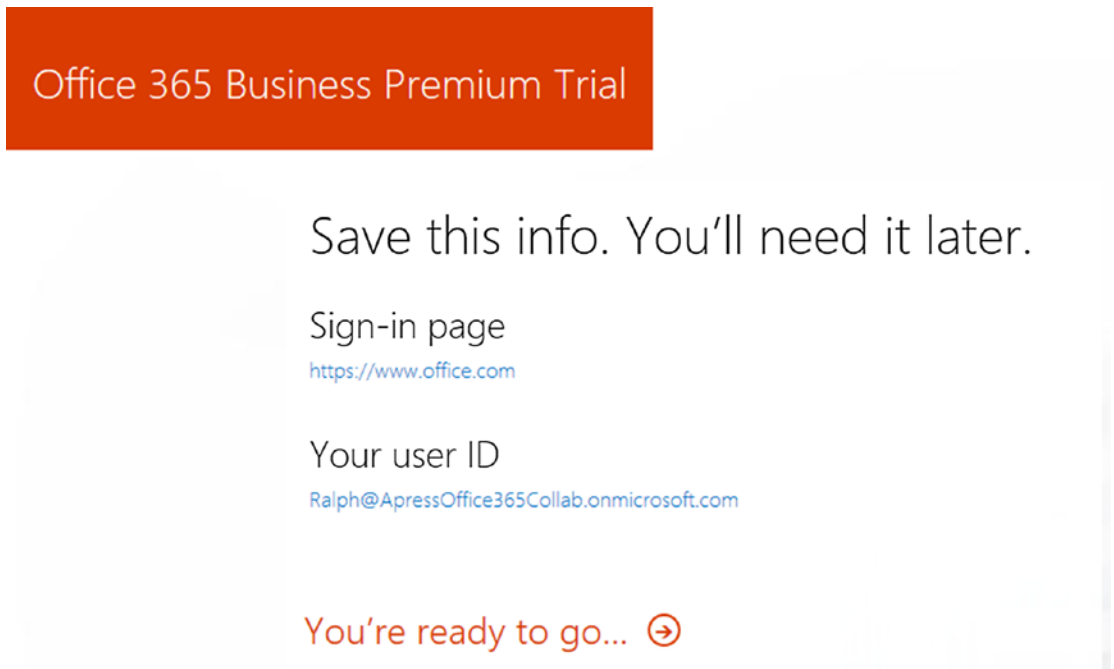 Office 365 Business Premium Trial
Save this info. You’ll need it later.
Sign-in page
https://www.office.com
Your user ID
Ralph@ApressOffice365Collab.onmicrosoft.com
You’re ready to go...